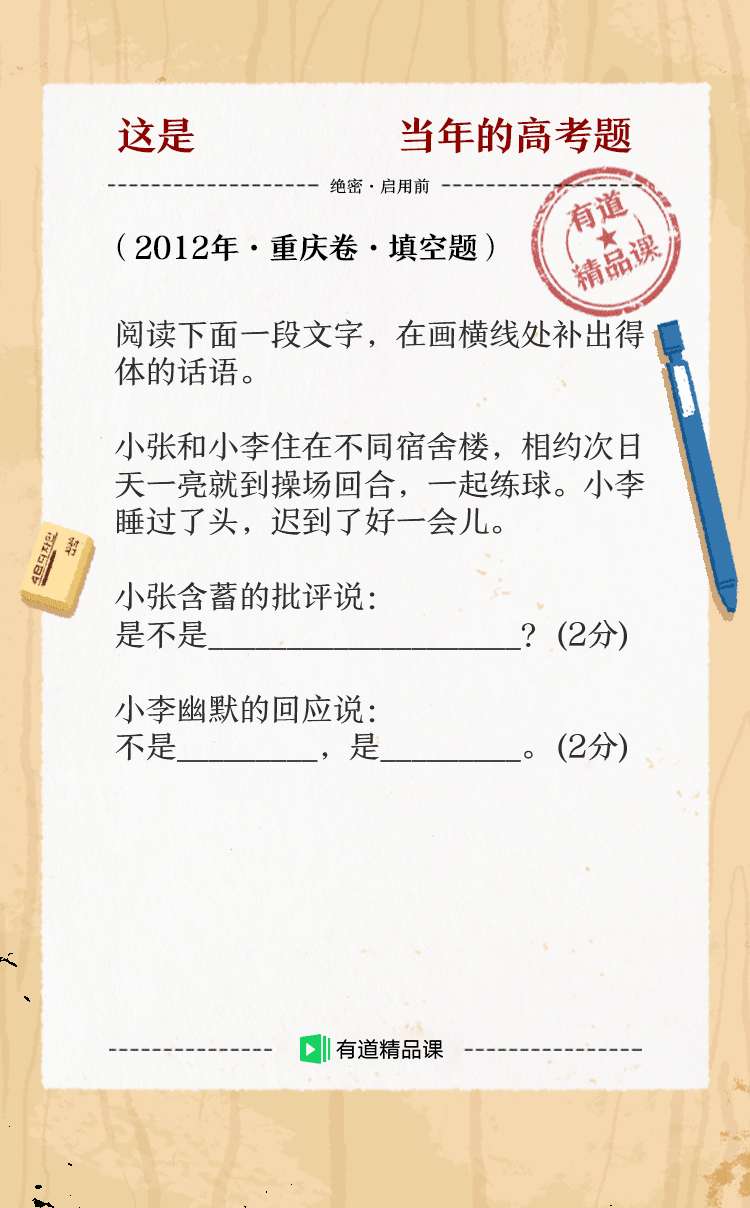 这是 当年的高考题
绝密·启用前
有道
精品课
（2012年·重庆卷·填空题）
阅读下面一段文字，在画横线处补出得
体的话语。
小张和小李住在不同宿舍楼，相约次日
天一亮就到操场回合，一起练球。小李
睡过了头，迟到了好一会儿。
小张含蓄的批评说：
是不是____________________？(2分)
小李幽默的回应说：
不是_________，是_________。(2分)
有道精品课